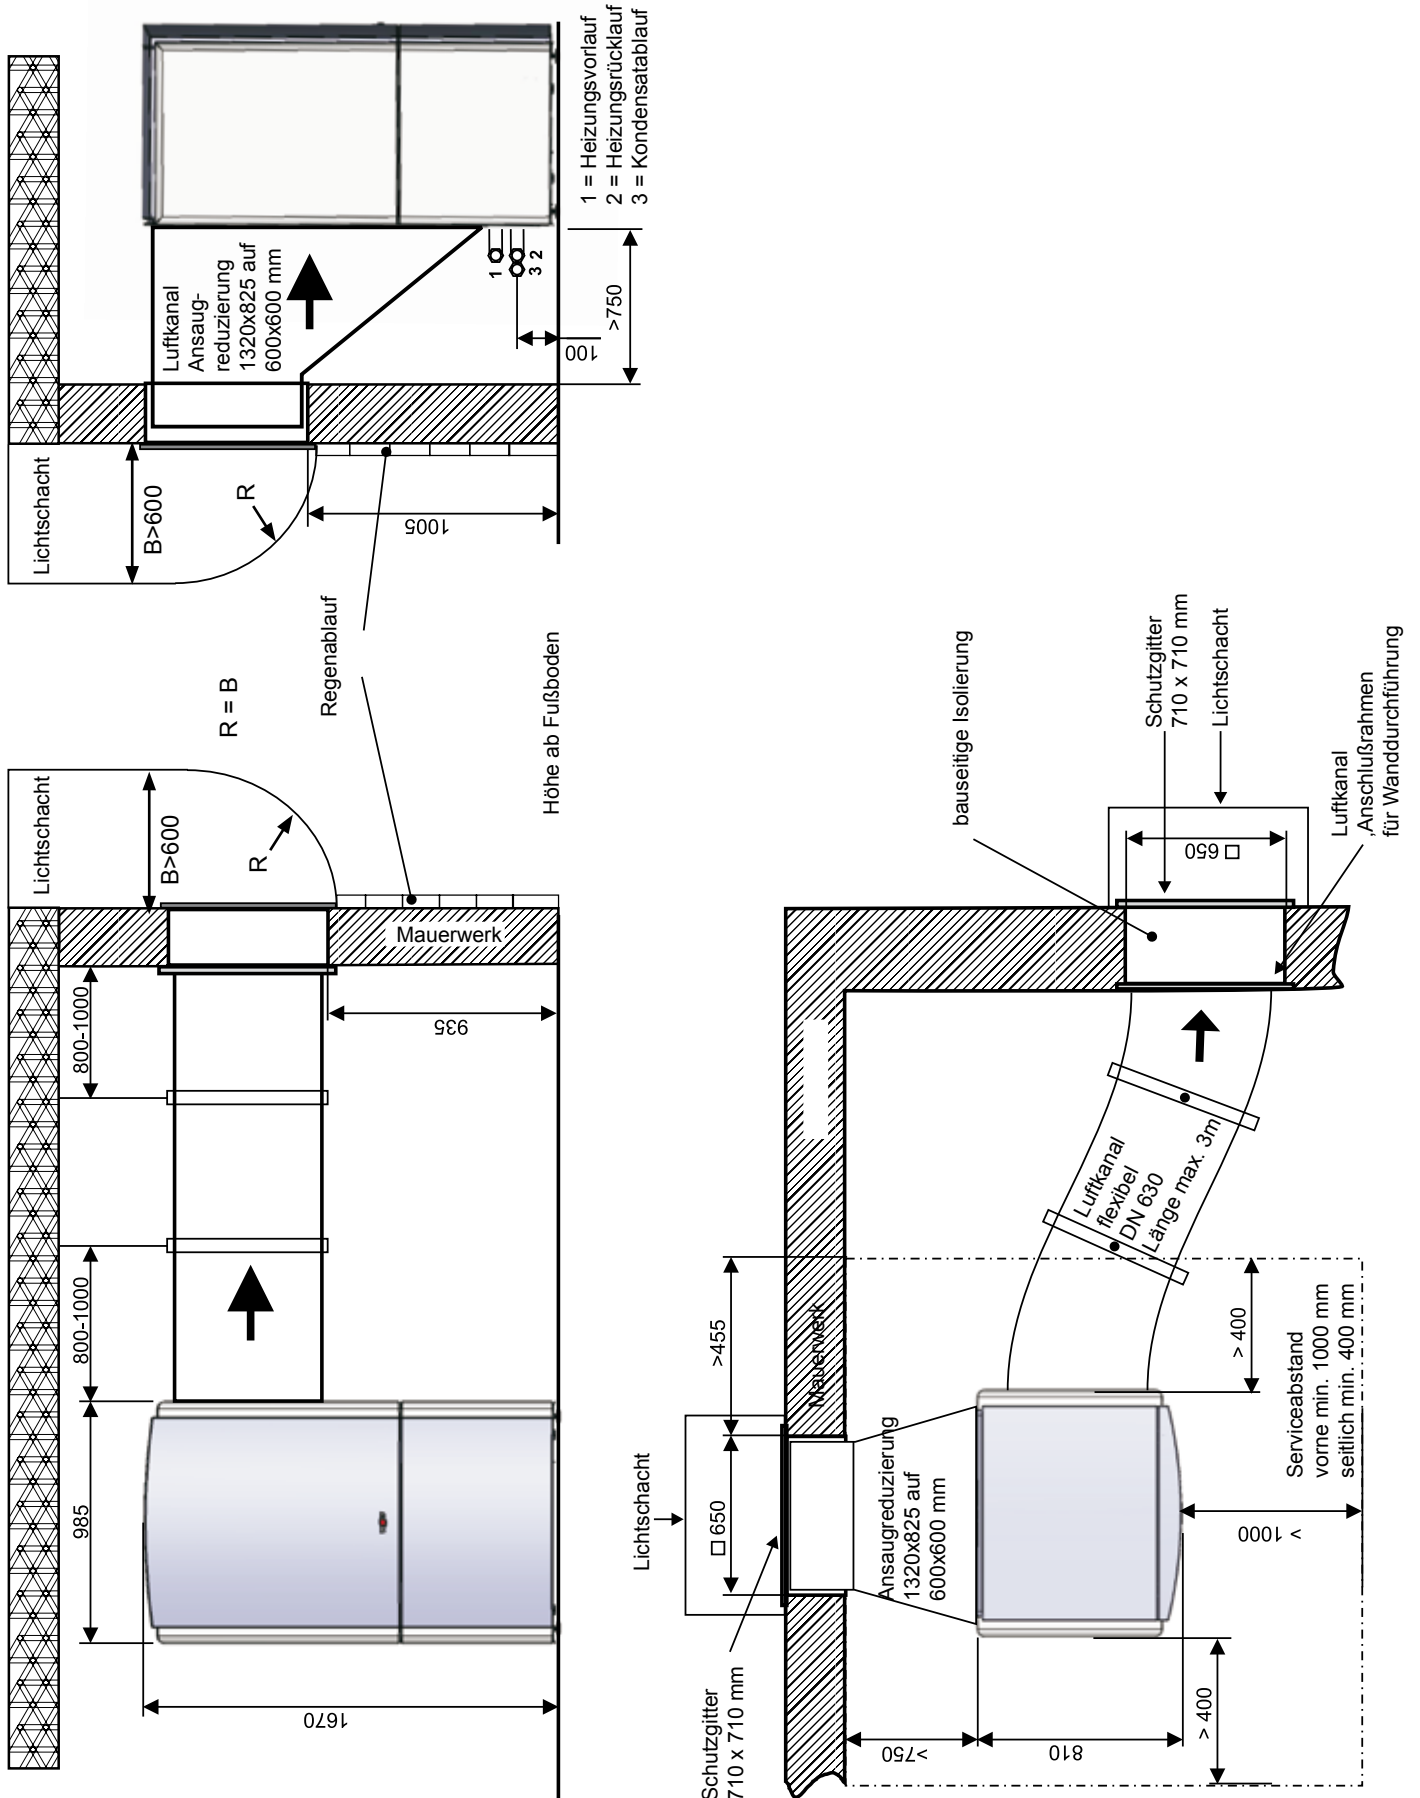 Lichtschacht
B>600
R
1005
Luftkanal
Ansaug-
reduzierung
1320x825 auf
600x600 mm
1
3 2
100
>750
1 = Heizungsvorlauf
2 = Heizungsrücklauf
3 = Kondensatablauf
R = B
Regenablauf
Höhe ab Fußboden
Lichtschacht
B>600
R
Mauerwerk
800-1000
935
800-1000
985
1670
bauseitige Isolierung
Schutzgitter
710 x 710 mm
Lichtschacht
□ 650
Luftkanal
,Anschlußrahmen
für Wanddurchführung
Luftkanal
flexibel
DN 630
Länge max. 3m
>455
Mauerwerk
> 400
Serviceabstand
vorne min. 1000 mm
seitlich min. 400 mm
Lichtschacht
□ 650
Ansaugreduzierung
1320x825 auf
600x600 mm
> 1000
Schutzgitter
710 x 710 mm
>750
810
> 400